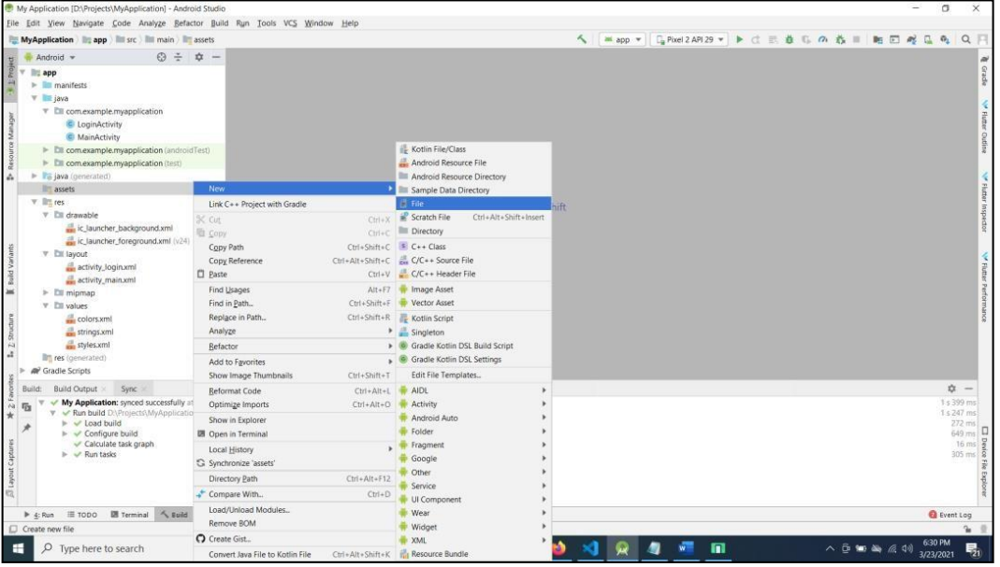 My Application [D:\Projects\MyApplication] - Android Studio
File Edit View Navigate Code Analyze Refactor Build Run Tools VCS Window Help
MyApplication app src main assets
app Pixel 2 API 29
Android
1: Project
Resource Manager
Build Variants
Z: Structure
2: Favorites
Layout Captures
app
manifests
java
com.example.myapplication
LoginActivity
MainActivity
com.example.myapplication (androidTest)
com.example.myapplication (test)
java (generated)
assets
res
drawable
ic_launcher_background.xml
ic_launcher_foreground.xml (v24)
layout
activity_login.xml
activity_main.xml
mipmap
values
colors.xml
strings.xml
styles.xml
res (generated)
Gradle Scripts
New
Link C++ Project with Gradle
Cut Ctrl+X
Copy Ctrl+C
Copy Path Ctrl+Shift+C
Copy Reference Ctrl+Alt+Shift+C
Paste Ctrl+V
Find Usages Alt+F7
Find in Path... Ctrl+Shift+F
Replace in Path... Ctrl+Shift+R
Analyze
Refactor
Add to Favorites
Show Image Thumbnails Ctrl+Shift+T
Reformat Code Ctrl+Alt+L
Optimize Imports Ctrl+Alt+O
Show in Explorer
Open in Terminal
Local History
Synchronize 'assets'
Directory Path Ctrl+Alt+F12
Compare With... Ctrl+D
Load/Unload Modules...
Remove BOM
Create Gist...
Convert Java File to Kotlin File Ctrl+Alt+Shift+K
Kotlin File/Class
Android Resource File
Android Resource Directory
Sample Data Directory
File
Scratch File Ctrl+Alt+Shift+Insert
Directory
C++ Class
C/C++ Source File
C/C++ Header File
Image Asset
Vector Asset
Kotlin Script
Singleton
Gradle Kotlin DSL Build Script
Gradle Kotlin DSL Settings
Edit File Templates...
AIDL
Activity
Android Auto
Folder
Fragment
Google
Other
Service
UI Component
Wear
Widget
XML
Resource Bundle
hift
Gradle
Flutter Outline
Flutter Inspector
Flutter Performance
Device File Explorer
Build: Build Output Sync
My Application: synced successfully at
Run build D:\Projects\MyApplicatio
Load build
Configure build
Calculate task graph
Run tasks
1 s 399 ms
1 s 247 ms
272 ms
649 ms
16 ms
305 ms
4: Run TODO Terminal Build
Event Log
Create new file
Type here to search
6:30 PM
3/23/2021
21